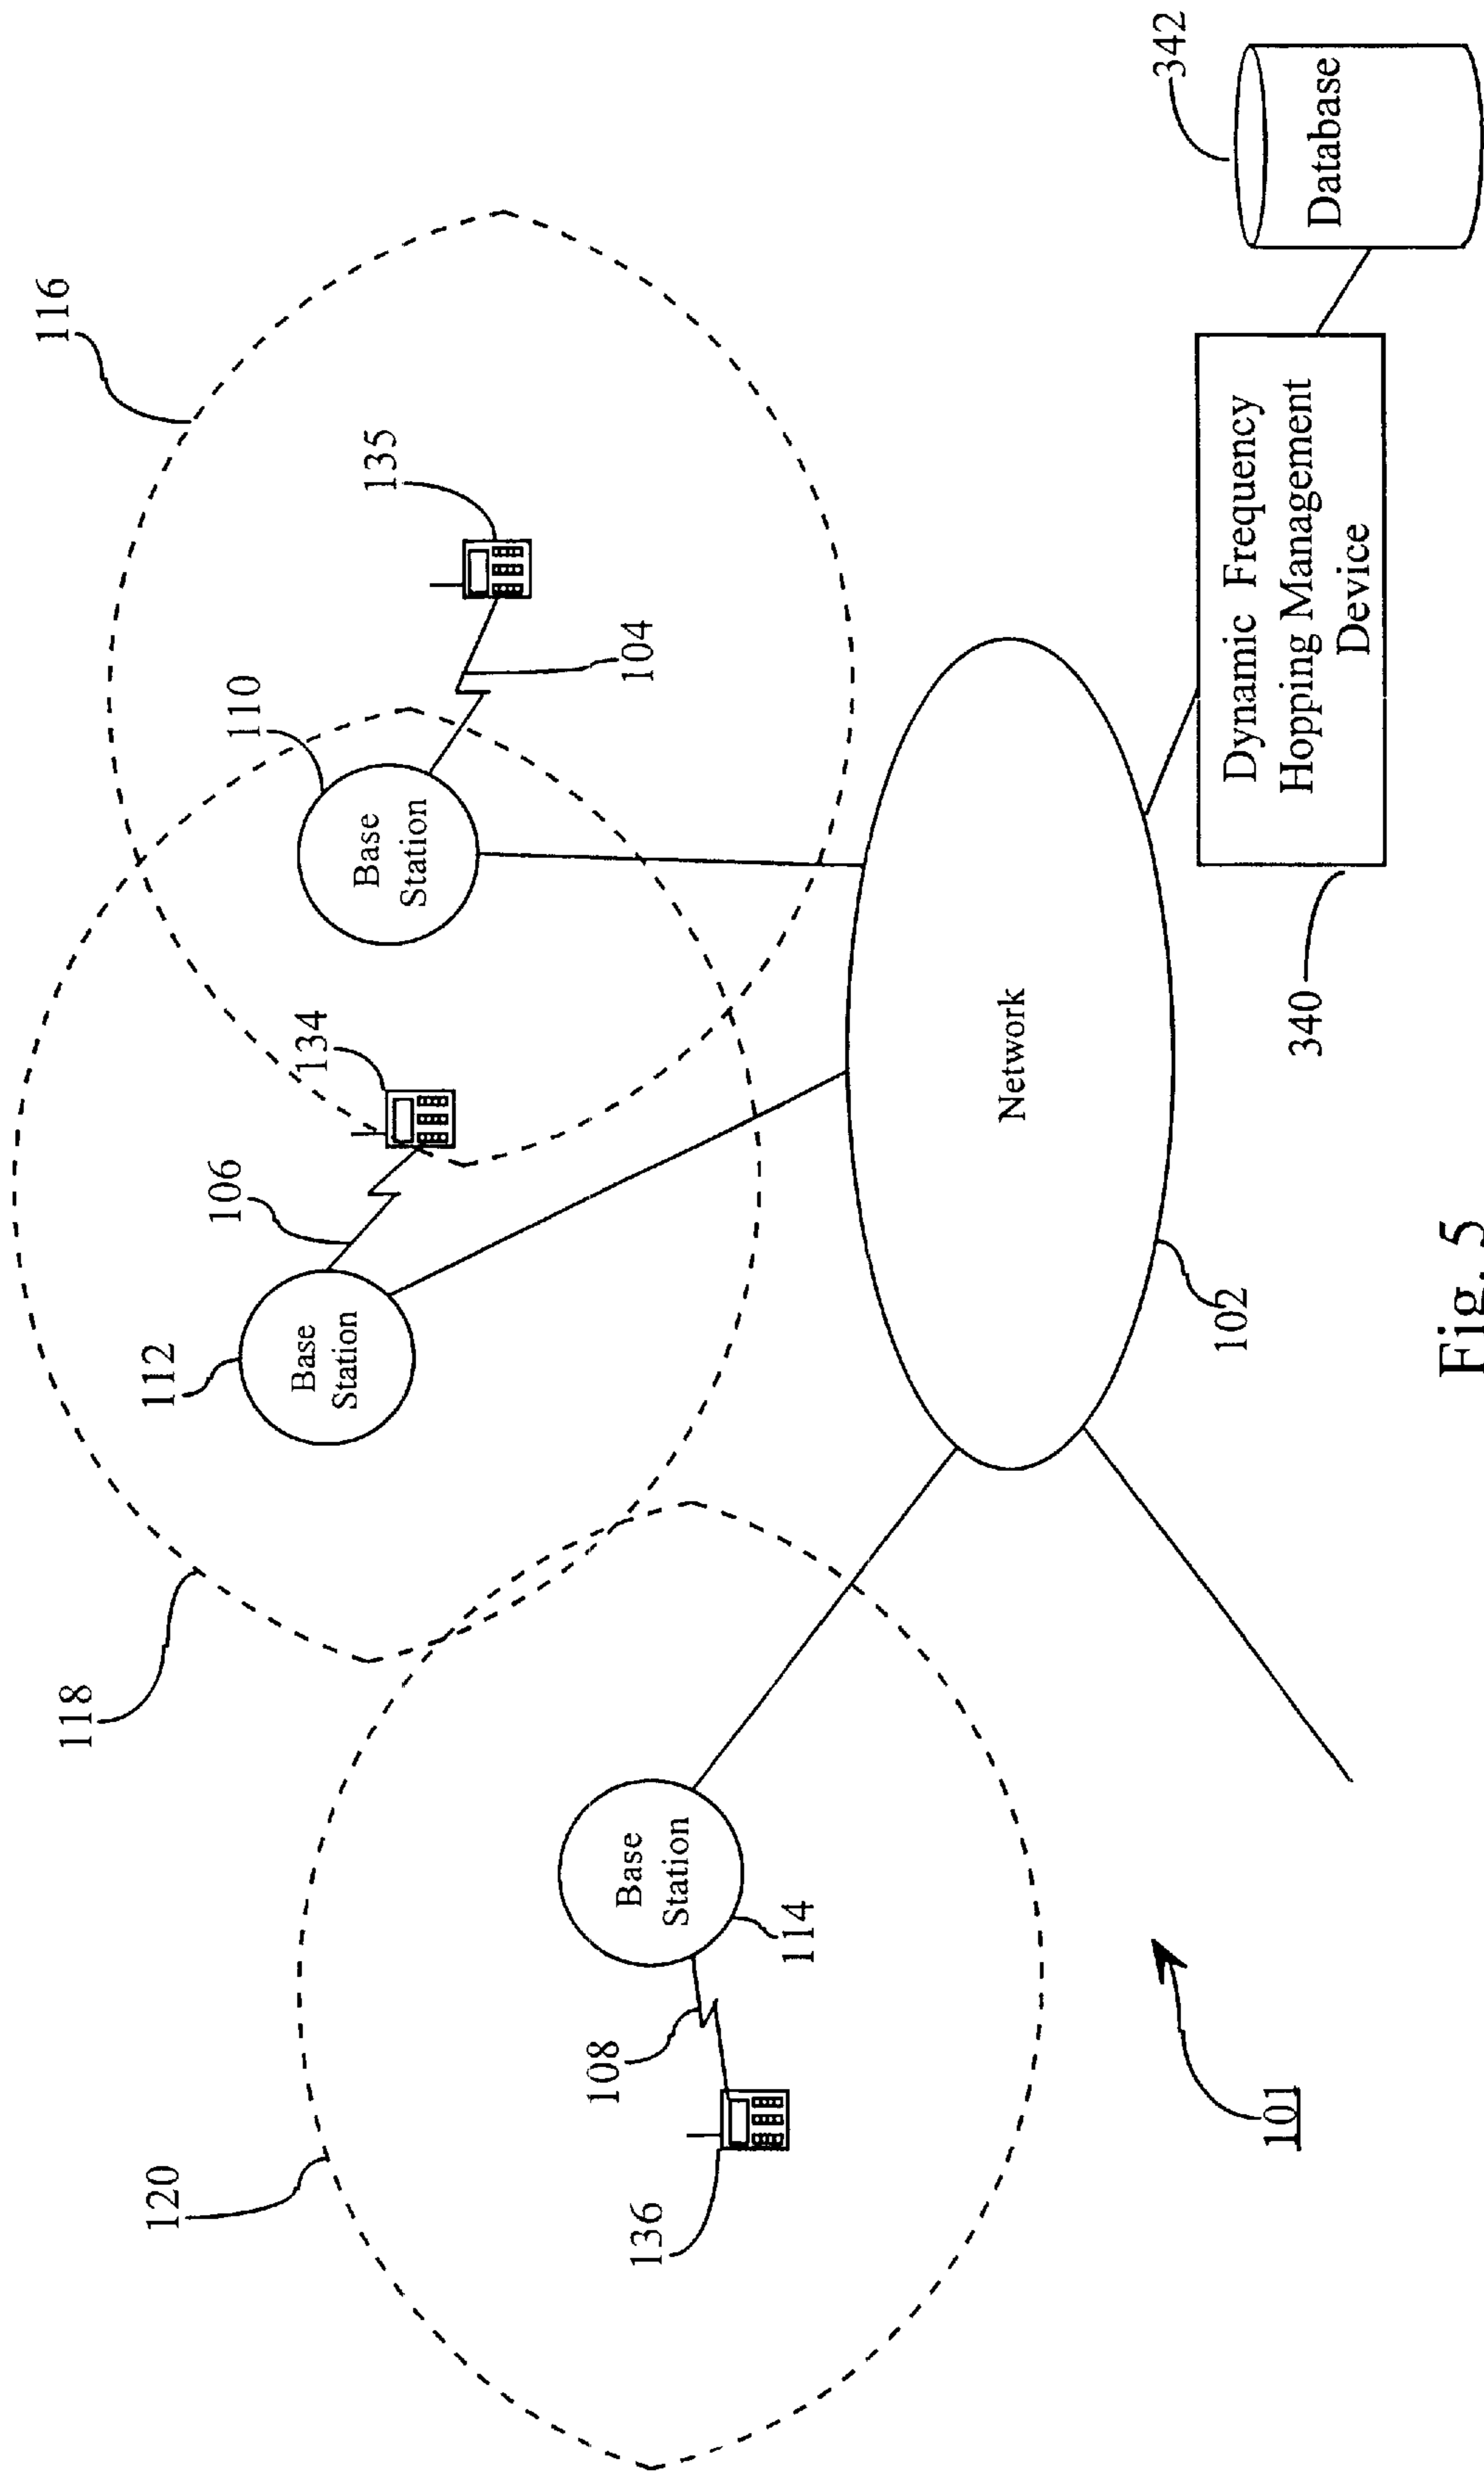 116
118
120
112
106
134
110
135
104
Base
Station
Base
Station
136
108
Base
Station
114
Network
102
101
342
Database
Dynamic Frequency
Hopping Management
Device
340
Fig. 5